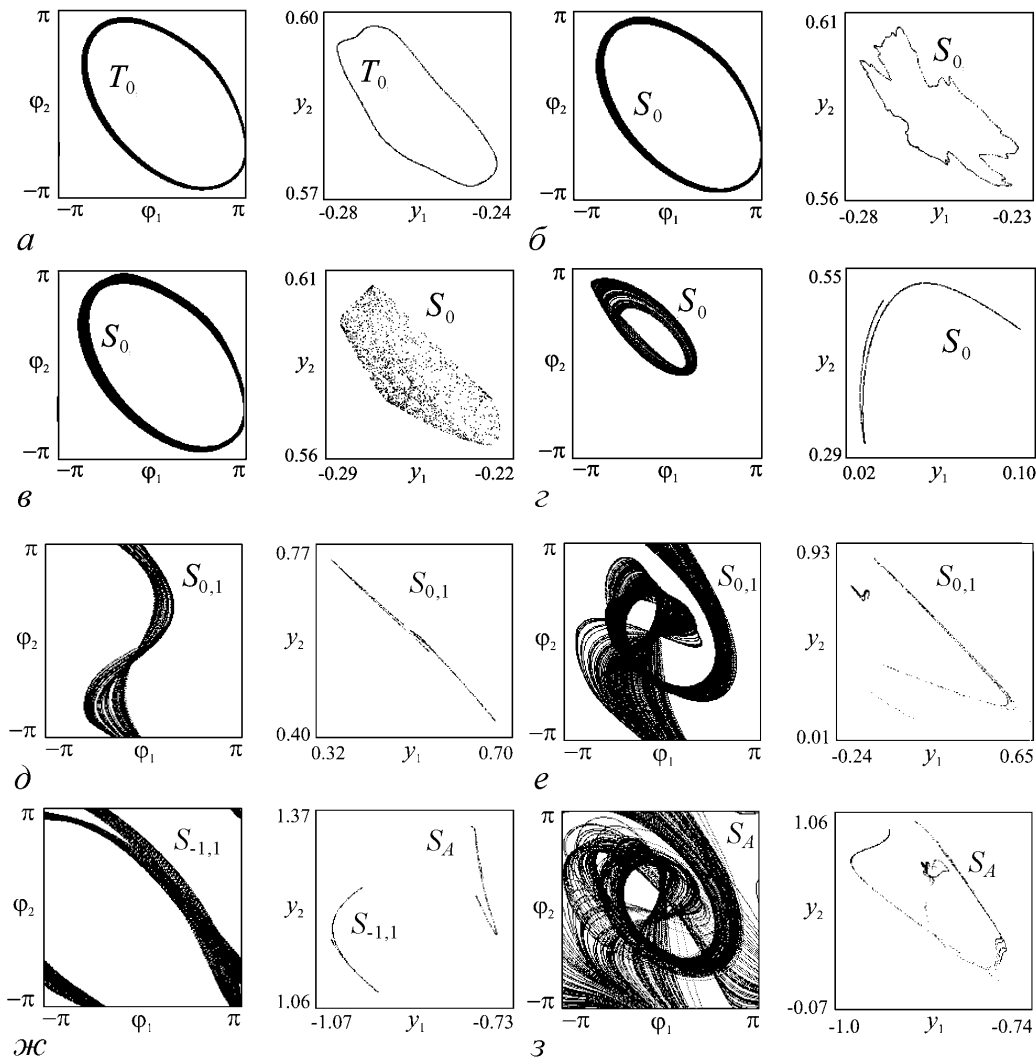 π 0.60 π 0.61
T₀ T₀ S₀ S₀
φ₂ y₂ φ₂ y₂
−π 0.57 −π 0.56
−π φ₁ π -0.28 y₁ -0.24 −π φ₁ π -0.28 y₁ -0.23
а б
π 0.61 π 0.55
S₀ S₀ S₀ S₀
φ₂ y₂ φ₂ y₂
−π 0.56 −π 0.29
−π φ₁ π -0.29 y₁ -0.22 −π φ₁ π 0.02 y₁ 0.10
в г
π 0.77 π 0.93
S₀,₁ S₀,₁ S₀,₁ S₀,₁
φ₂ y₂ φ₂ y₂
−π 0.40 −π 0.01
−π φ₁ π 0.32 y₁ 0.70 −π φ₁ π -0.24 y₁ 0.65
д е
π 1.37 π 1.06
S₋₁,₁ S_A S_A S_A
φ₂ y₂ S₋₁,₁ φ₂ y₂
−π 1.06 −π -0.07
−π φ₁ π -1.07 y₁ -0.73 −π φ₁ π -1.0 y₁ -0.74
ж з